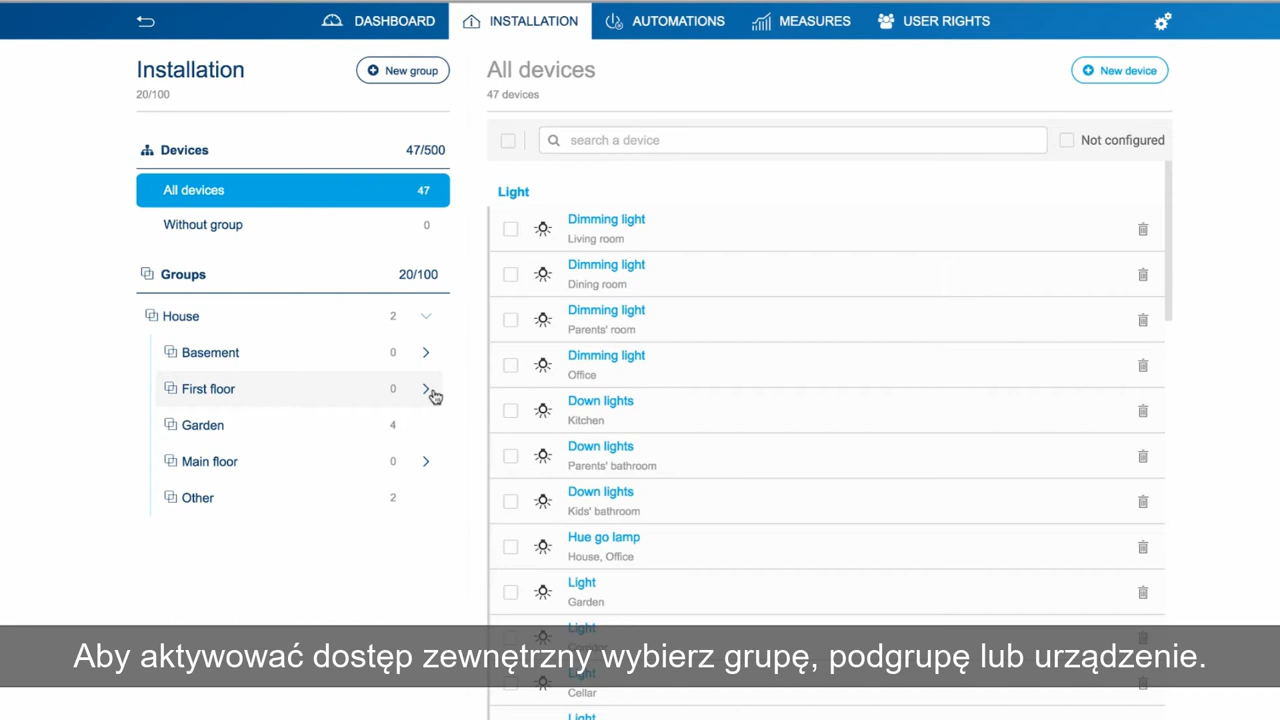 DASHBOARD
INSTALLATION
AUTOMATIONS
MEASURES
USER RIGHTS
Installation
New group
20/100
Devices 47/500
All devices 47
Without group 0
Groups 20/100
House 2
Basement 0
First floor 0
Garden 4
Main floor 0
Other 2
All devices
New device
47 devices
search a device
Not configured
Light
Dimming light
Living room
Dimming light
Dining room
Dimming light
Parents' room
Dimming light
Office
Down lights
Kitchen
Down lights
Parents' bathroom
Down lights
Kids' bathroom
Hue go lamp
House, Office
Light
Garden
Light
Light
Cellar
Light
Aby aktywować dostęp zewnętrzny wybierz grupę, podgrupę lub urządzenie.